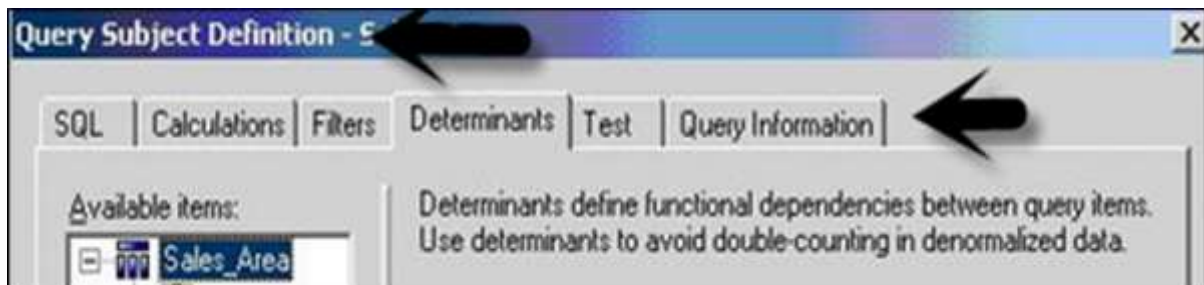 Query Subject Definition -
SQL Calculations Filters Determinants Test Query Information
Available items:
Determinants define functional dependencies between query items.
Use determinants to avoid double-counting in denormalized data.
Sales_Area